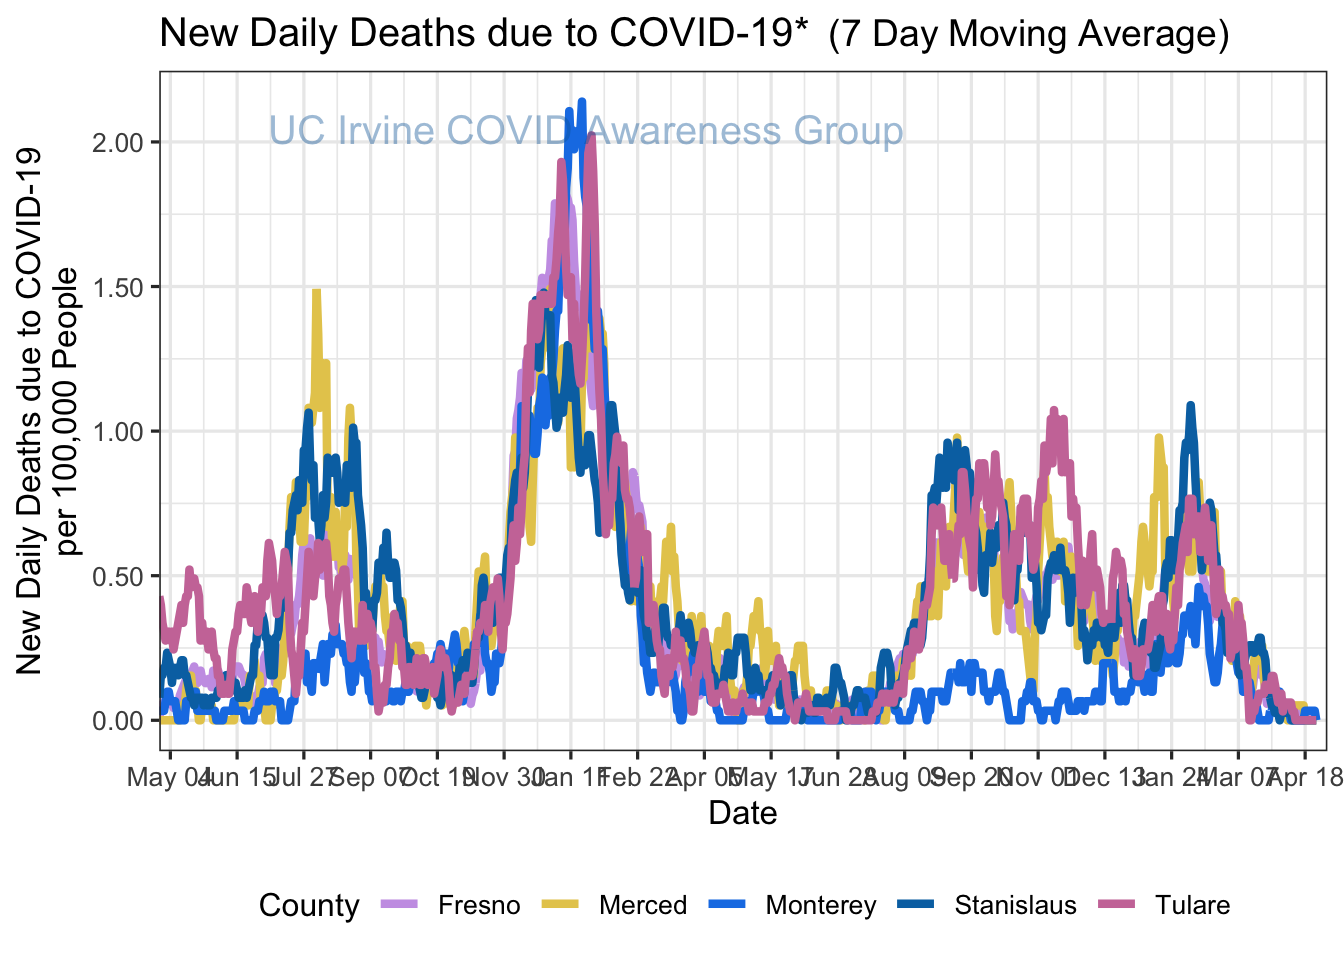 New Daily Deaths due to COVID-19* (7 Day Moving Average)
UC Irvine COVID Awareness Group
New Daily Deaths due to COVID-19
per 100,000 People
2.00
1.50
1.00
0.50
0.00
May 04 Jun 15 Jul 27 Sep 07 Oct 19 Nov 30 Jan 11 Feb 22 Apr 05 May 17 Jun 28 Aug 09 Sep 20 Nov 01 Dec 13 Jan 24 Mar 07 Apr 18
Date
County Fresno Merced Monterey Stanislaus Tulare